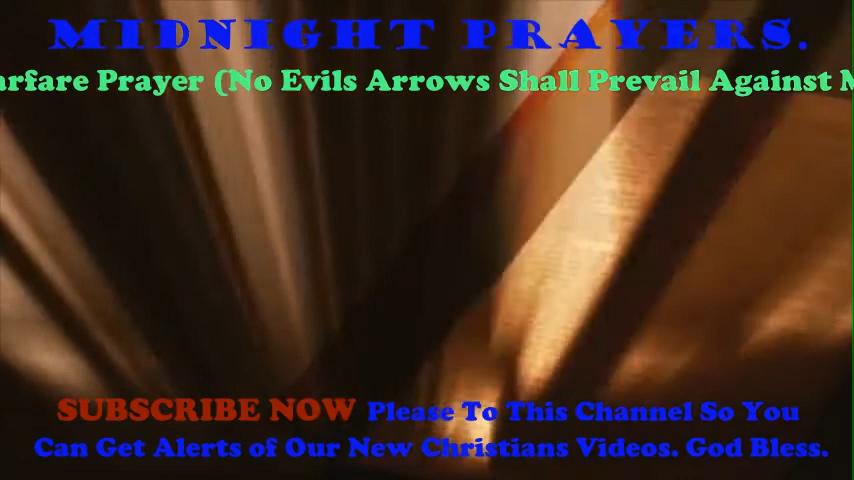 MIDNIGHT PRAYERS.
arfare Prayer (No Evils Arrows Shall Prevail Against M
SUBSCRIBE NOW Please To This Channel So You
Can Get Alerts of Our New Christians Videos. God Bless.